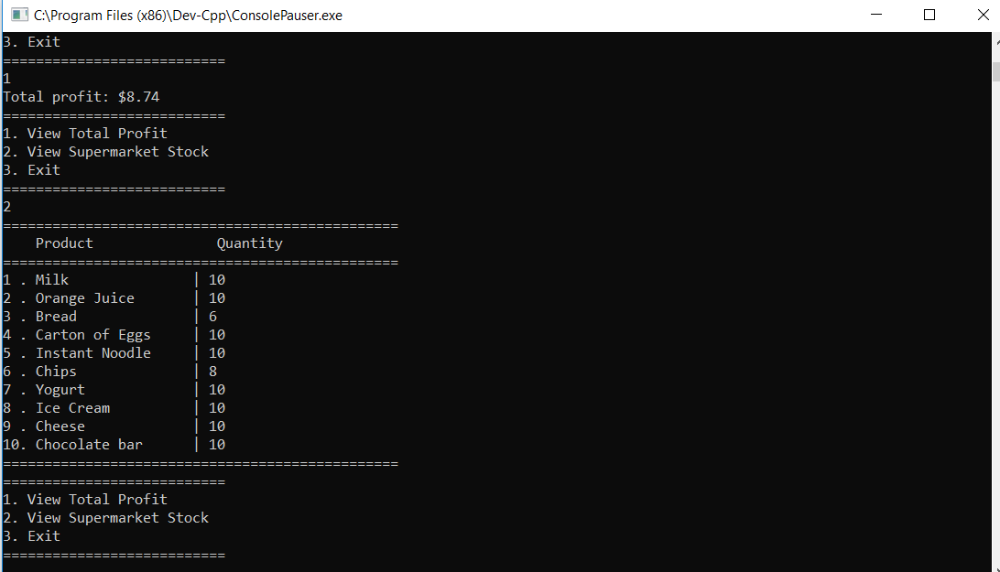 C:\Program Files (x86)\Dev-Cpp\ConsolePauser.exe
3. Exit
===========================
1
Total profit: $8.74
===========================
1. View Total Profit
2. View Supermarket Stock
3. Exit
===========================
2
================================================
    Product               Quantity
================================================
1 . Milk               | 10
2 . Orange Juice       | 10
3 . Bread              | 6
4 . Carton of Eggs     | 10
5 . Instant Noodle     | 10
6 . Chips              | 8
7 . Yogurt             | 10
8 . Ice Cream          | 10
9 . Cheese             | 10
10. Chocolate bar      | 10
================================================
===========================
1. View Total Profit
2. View Supermarket Stock
3. Exit
===========================